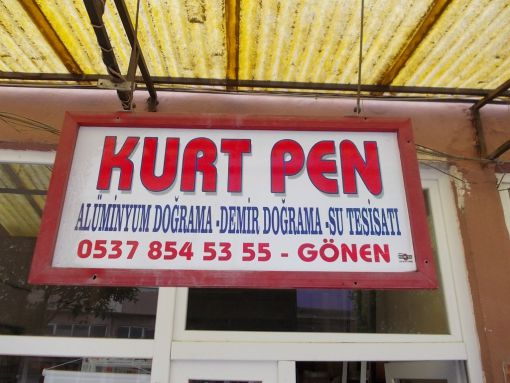 KURT PEN
ALÜMİNYUM DOĞRAMA -DEMİR DOĞRAMA -SU TESİSATI
0537 854 53 55 - GÖNEN